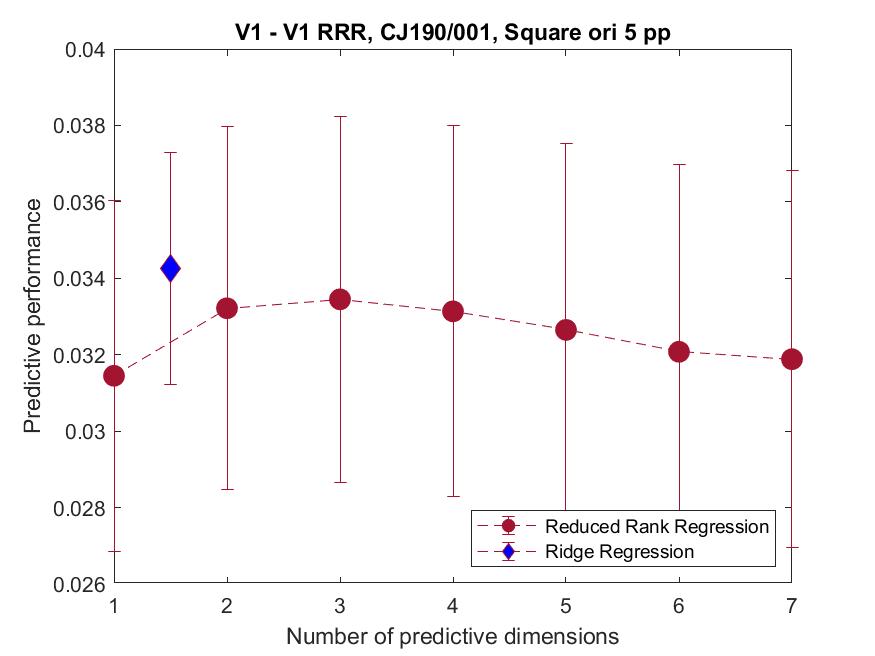 V1 - V1 RRR, CJ190/001, Square ori 5 pp
0.04
0.038
0.036
0.034
0.032
0.03
0.028
0.026
Predictive performance
Reduced Rank Regression
Ridge Regression
1 2 3 4 5 6 7
Number of predictive dimensions